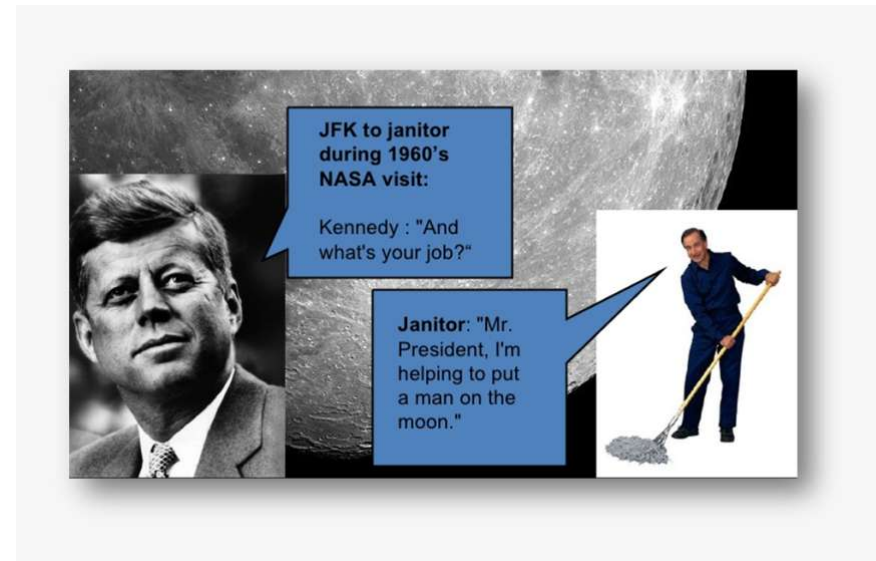 JFK to janitor
during 1960's
NASA visit:
Kennedy : "And
what's your job?“
Janitor: "Mr.
President, I'm
helping to put
a man on the
moon."